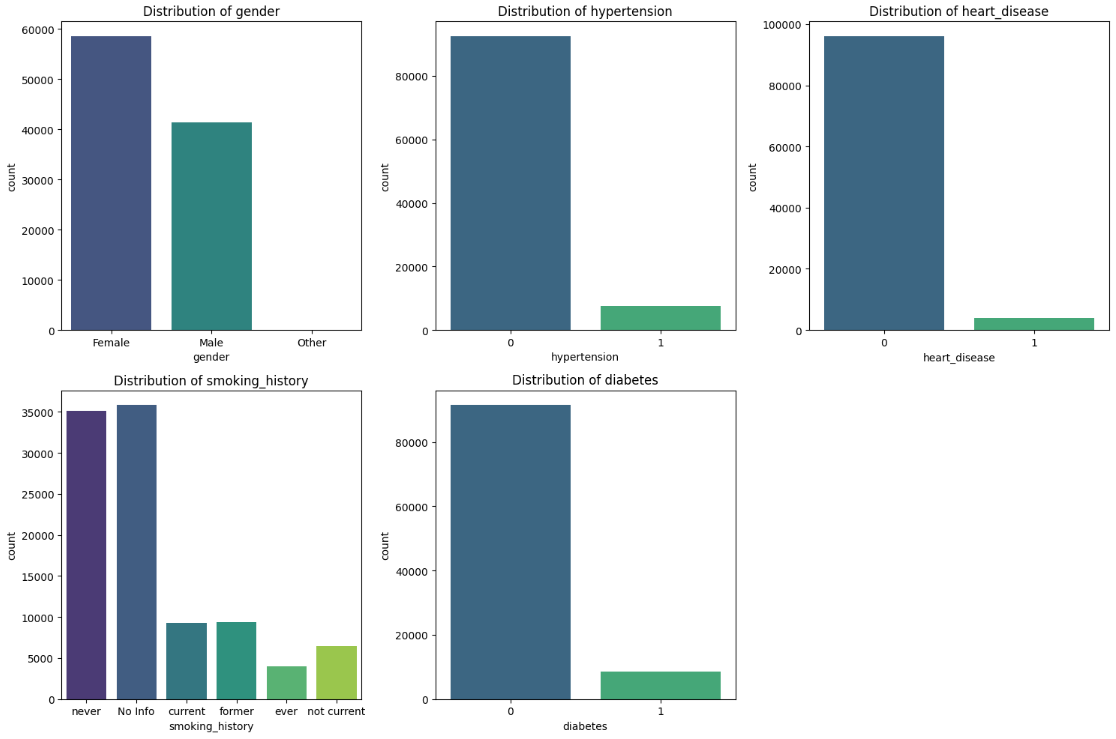 Distribution of gender
60000
50000
40000
30000
20000
10000
0
count
Female Male Other
gender
Distribution of hypertension
80000
60000
40000
20000
0
count
0 1
hypertension
Distribution of heart_disease
100000
80000
60000
40000
20000
0
count
0 1
heart_disease
Distribution of smoking_history
35000
30000
25000
20000
15000
10000
5000
0
count
never No Info current former ever not current
smoking_history
Distribution of diabetes
80000
60000
40000
20000
0
count
0 1
diabetes